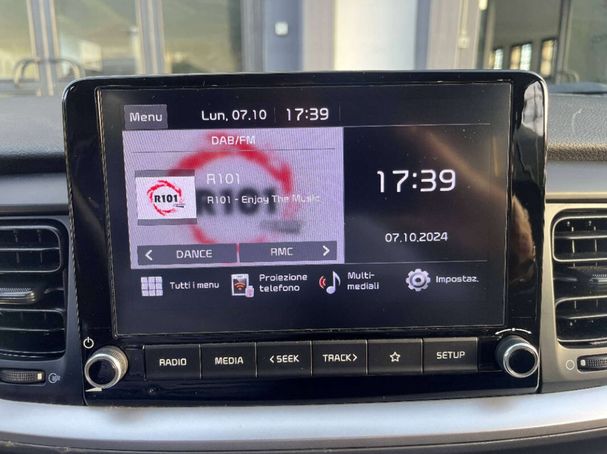 Menu Lun, 07.10 17:39
DAB/FM
R101
R101 - Enjoy The Music
R101
R101
< DANCE RMC >
17:39
07.10.2024
Tutti i menu
Proiezione
telefono
Multi-
mediali
Impostaz.
RADIO MEDIA <SEEK TRACK> ☆ SETUP